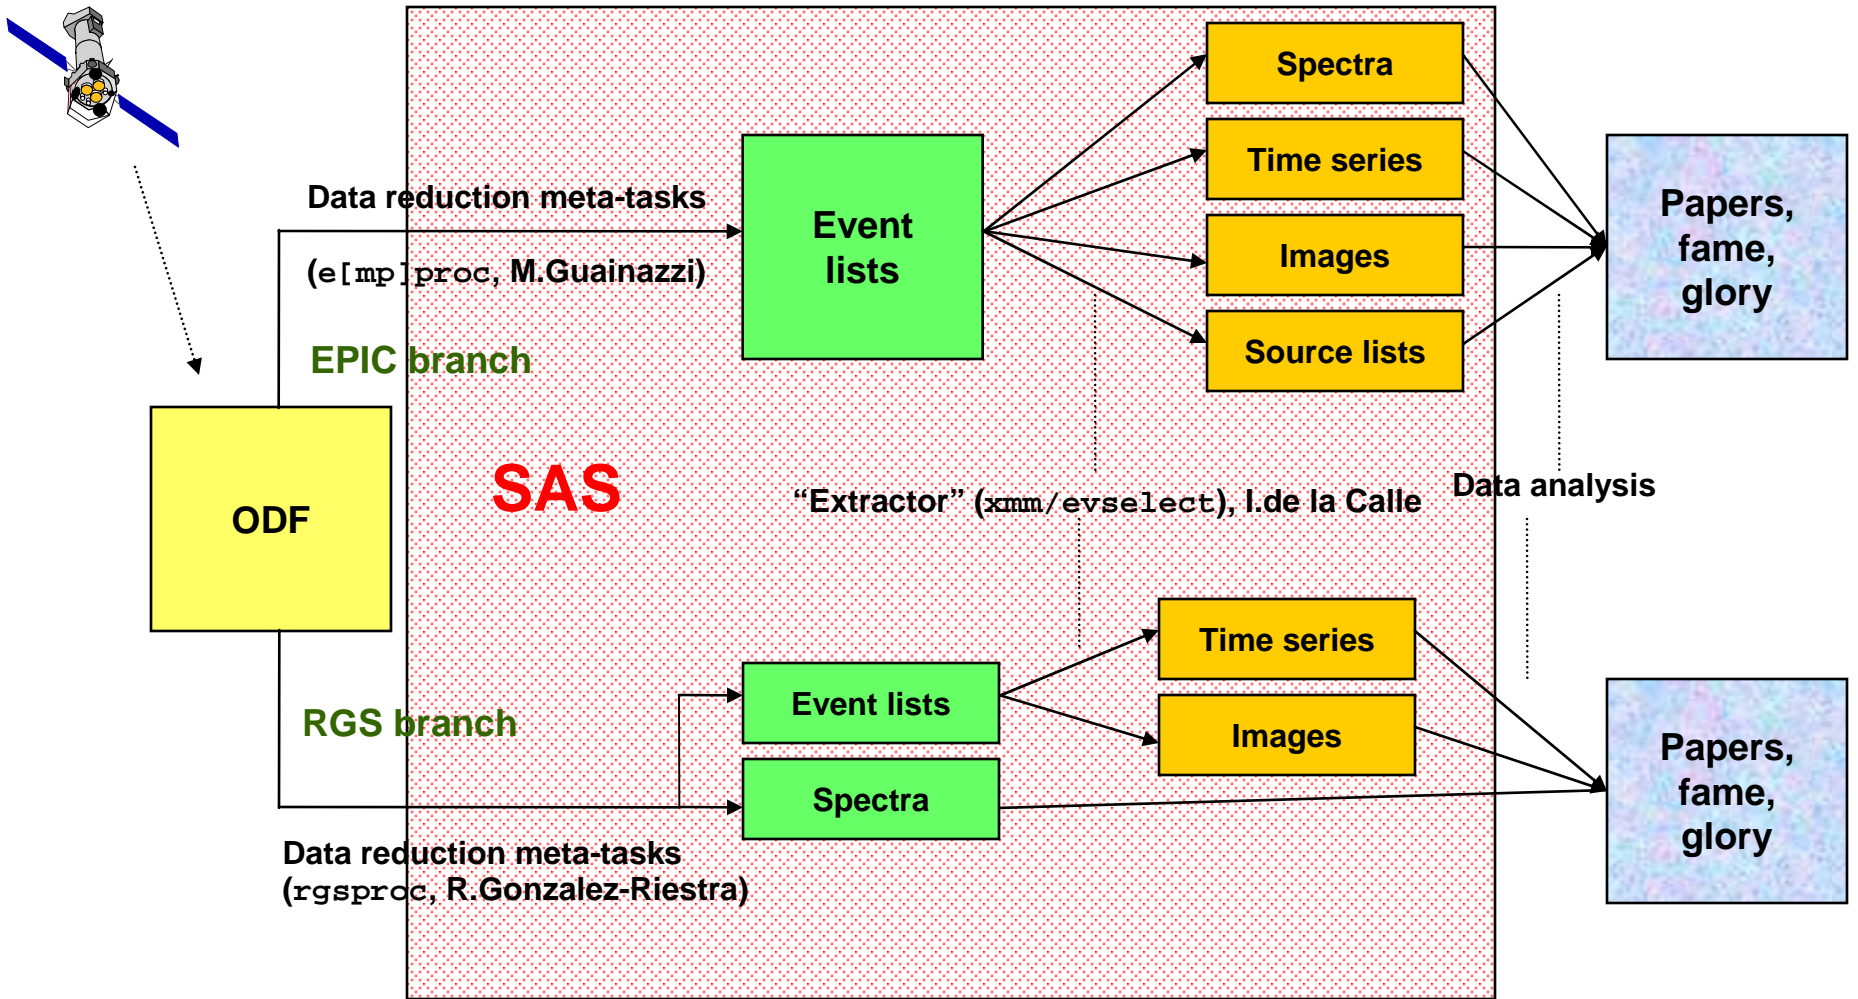 Spectra
Time series
Images
Source lists
Data reduction meta-tasks
(e[mp]proc, M.Guainazzi)
Event
lists
Papers,
fame,
glory
EPIC branch
ODF
SAS
“Extractor” (xmm/evselect), I.de la Calle
Data analysis
RGS branch
Event lists
Spectra
Time series
Images
Papers,
fame,
glory
Data reduction meta-tasks
(rgsproc, R.Gonzalez-Riestra)